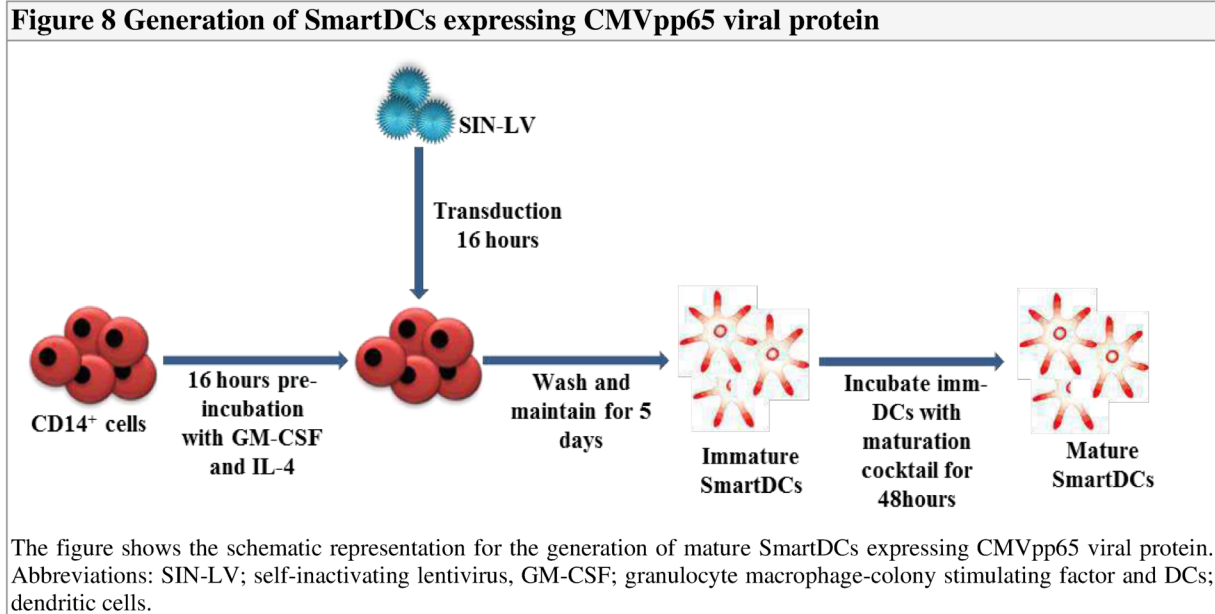 Figure 8 Generation of SmartDCs expressing CMVpp65 viral protein
SIN-LV
Transduction
16 hours
CD14⁺ cells
16 hours pre-
incubation
with GM-CSF
and IL-4
Wash and
maintain for 5
days
Immature
SmartDCs
Incubate imm-
DCs with
maturation
cocktail for
48hours
Mature
SmartDCs
The figure shows the schematic representation for the generation of mature SmartDCs expressing CMVpp65 viral protein.
Abbreviations: SIN-LV; self-inactivating lentivirus, GM-CSF; granulocyte macrophage-colony stimulating factor and DCs;
dendritic cells.